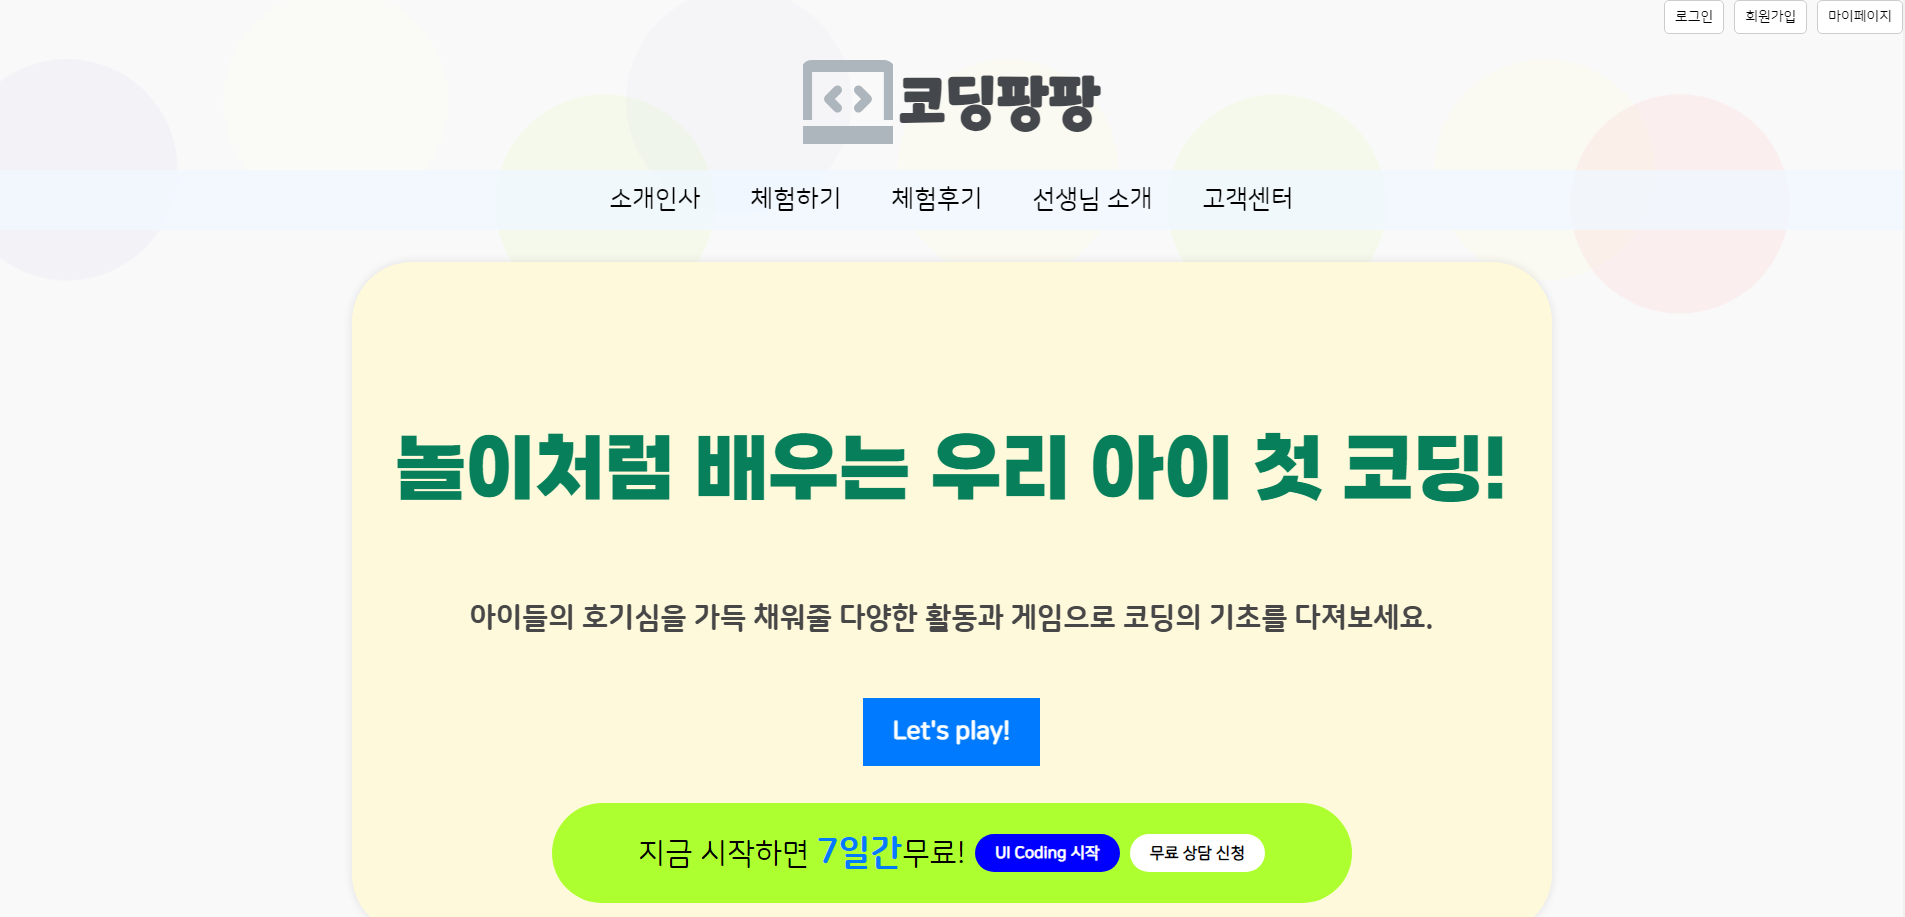 로그인 회원가입 마이페이지
코딩팡팡
소개인사 체험하기 체험후기 선생님 소개 고객센터
놀이처럼 배우는 우리 아이 첫 코딩!
아이들의 호기심을 가득 채워줄 다양한 활동과 게임으로 코딩의 기초를 다져보세요.
Let's play!
지금 시작하면 7일간무료! UI Coding 시작 무료 상담 신청